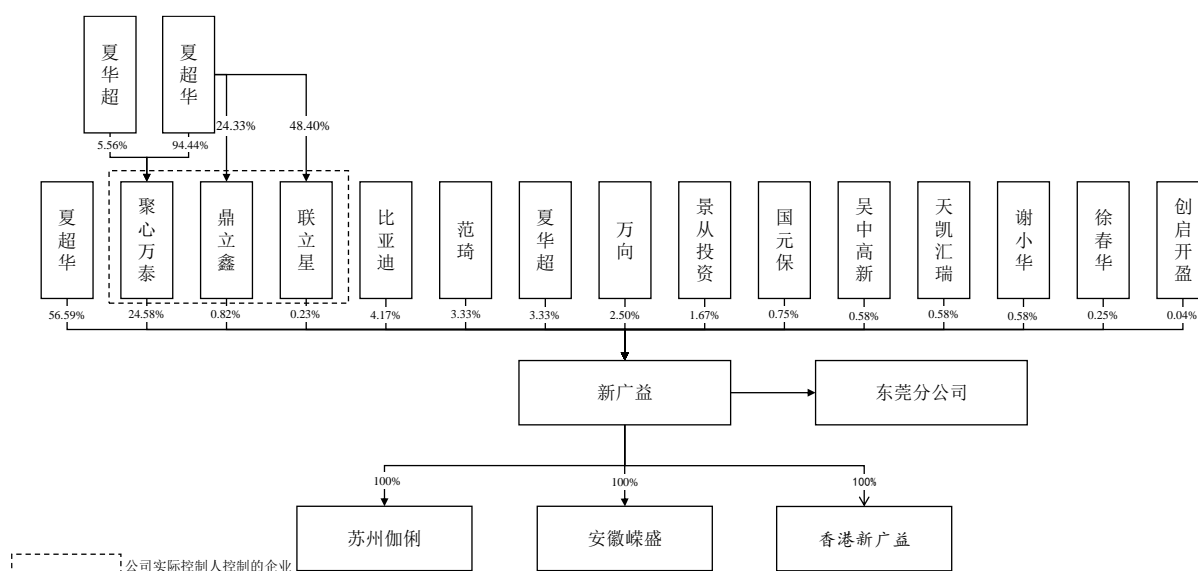 夏华超
夏超华
24.33%
48.40%
5.56%
94.44%
夏超华
聚心万泰
鼎立鑫
联立星
比亚迪
范琦
夏华超
万向
景从投资
国元保
吴中高新
天凯汇瑞
谢小华
徐春华
创启开盈
56.59%
24.58%
0.82%
0.23%
4.17%
3.33%
3.33%
2.50%
1.67%
0.75%
0.58%
0.58%
0.58%
0.25%
0.04%
新广益
东莞分公司
100%
100%
100%
苏州伽俐
安徽嵘盛
香港新广益
公司实际控制人控制的企业